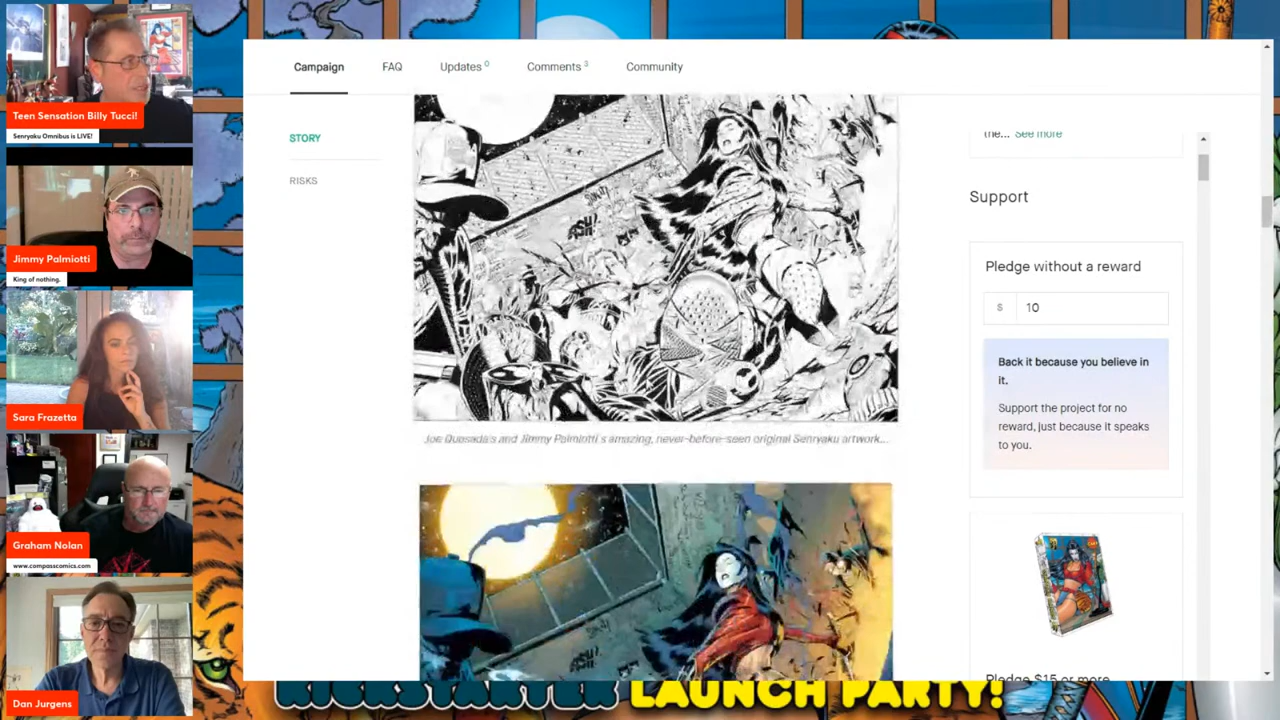 Teen Sensation Billy Tucci!
Senryaku Omnibus is LIVE!
Jimmy Palmiotti
King of nothing.
Sara Frazetta
Graham Nolan
www.compasscomics.com
Dan Jurgens
Campaign
FAQ
Updates 0
Comments 3
Community
STORY
RISKS
ASH!
Joe Quesada's and Jimmy Palmiotti's amazing, never-before-seen original Senryaku artwork...
ASH!
the... See more
Support
Pledge without a reward
$ 10
Back it because you believe in
it.
Support the project for no
reward, just because it speaks
to you.
Pledge $15 or more
KICKSTARTER LAUNCH PARTY!